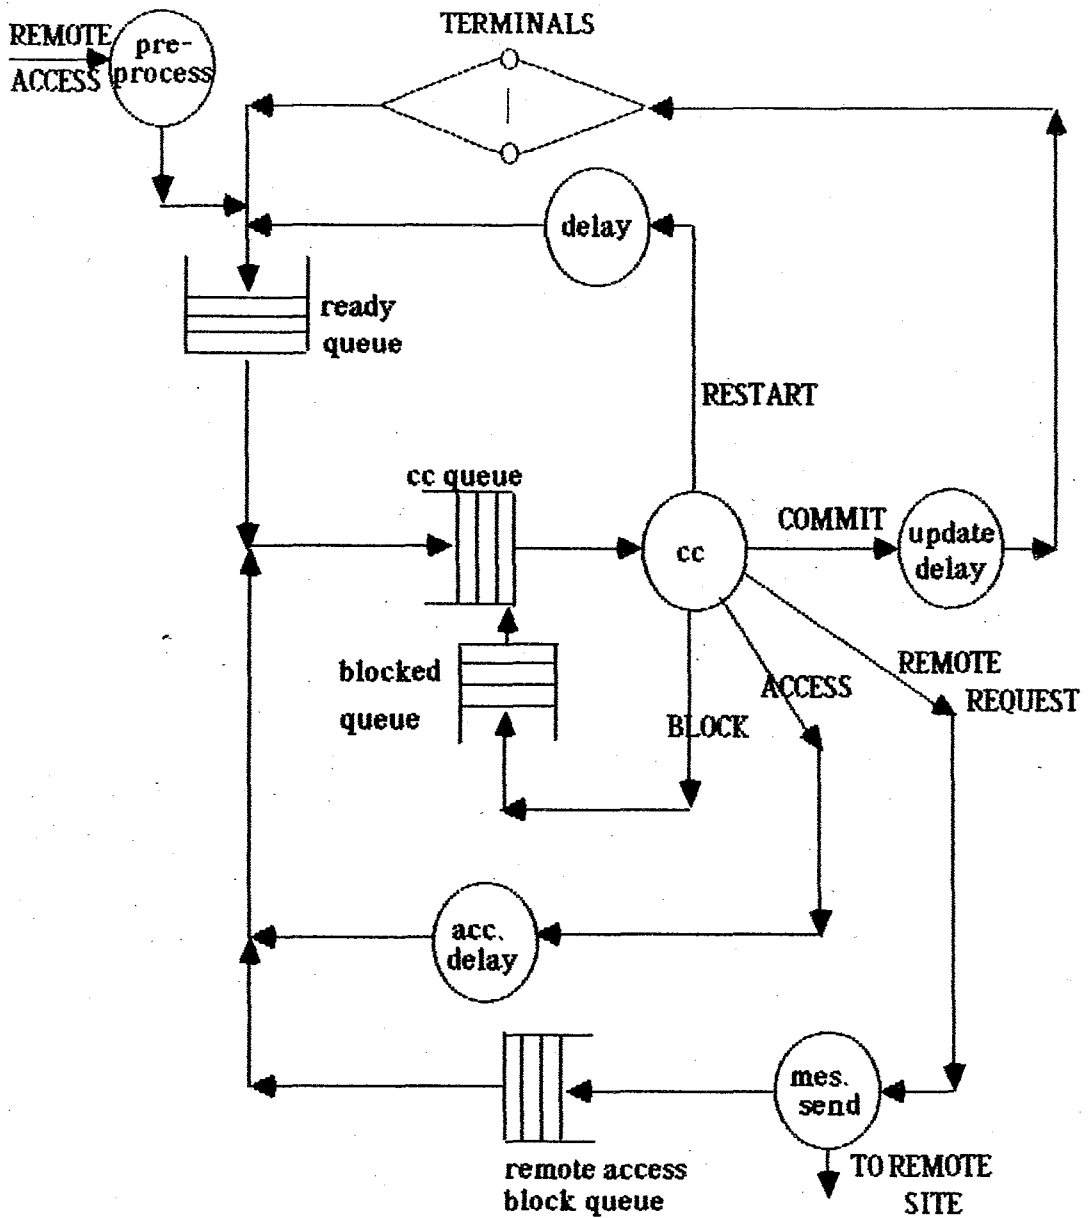 REMOTE
ACCESS
pre-
process
TERMINALS
delay
ready
queue
RESTART
cc queue
cc
COMMIT
update
delay
blocked
queue
REMOTE
REQUEST
ACCESS
BLOCK
acc.
delay
mes.
send
remote access
block queue
TO REMOTE
SITE